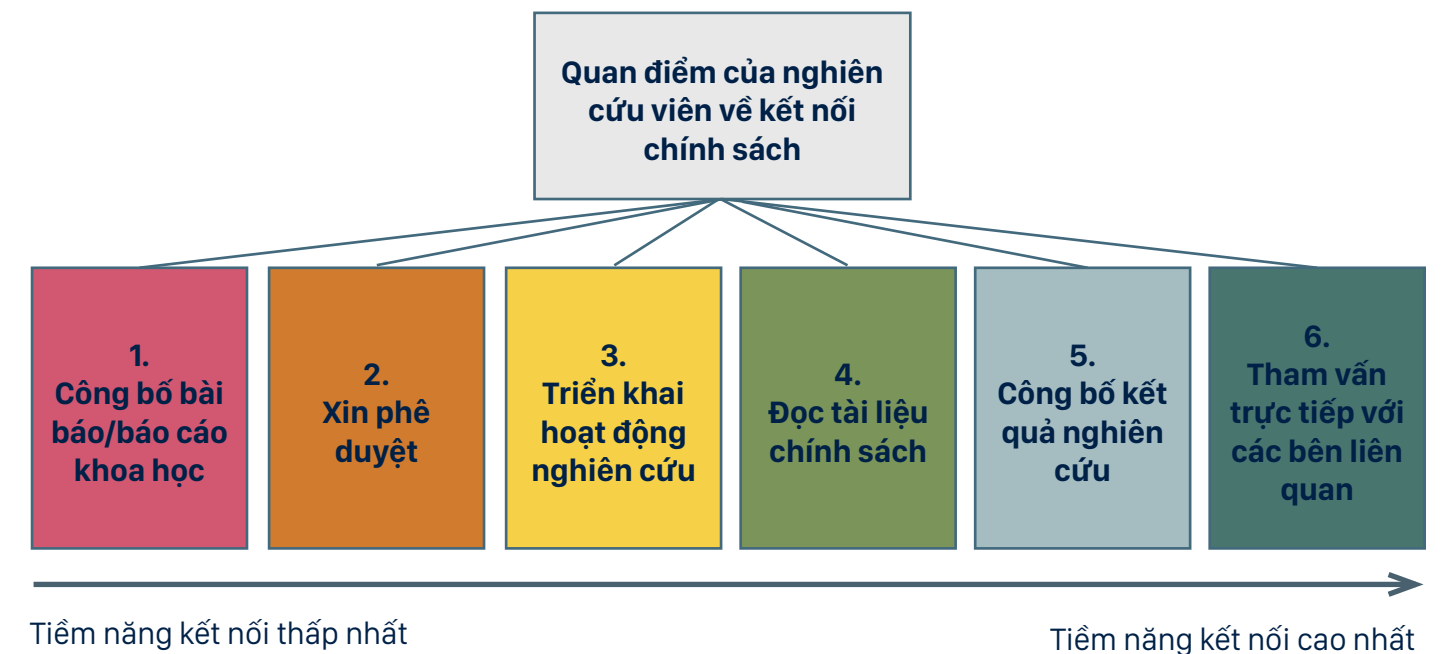 Quan điểm của nghiên
cứu viên về kết nối
chính sách
1.
Công bố bài
báo/báo cáo
khoa học
2.
Xin phê
duyệt
3.
Triển khai
hoạt động
nghiên cứu
4.
Đọc tài liệu
chính sách
5.
Công bố kết
quả nghiên
cứu
6.
Tham vấn
trực tiếp với
các bên liên
quan
Tiềm năng kết nối thấp nhất
Tiềm năng kết nối cao nhất